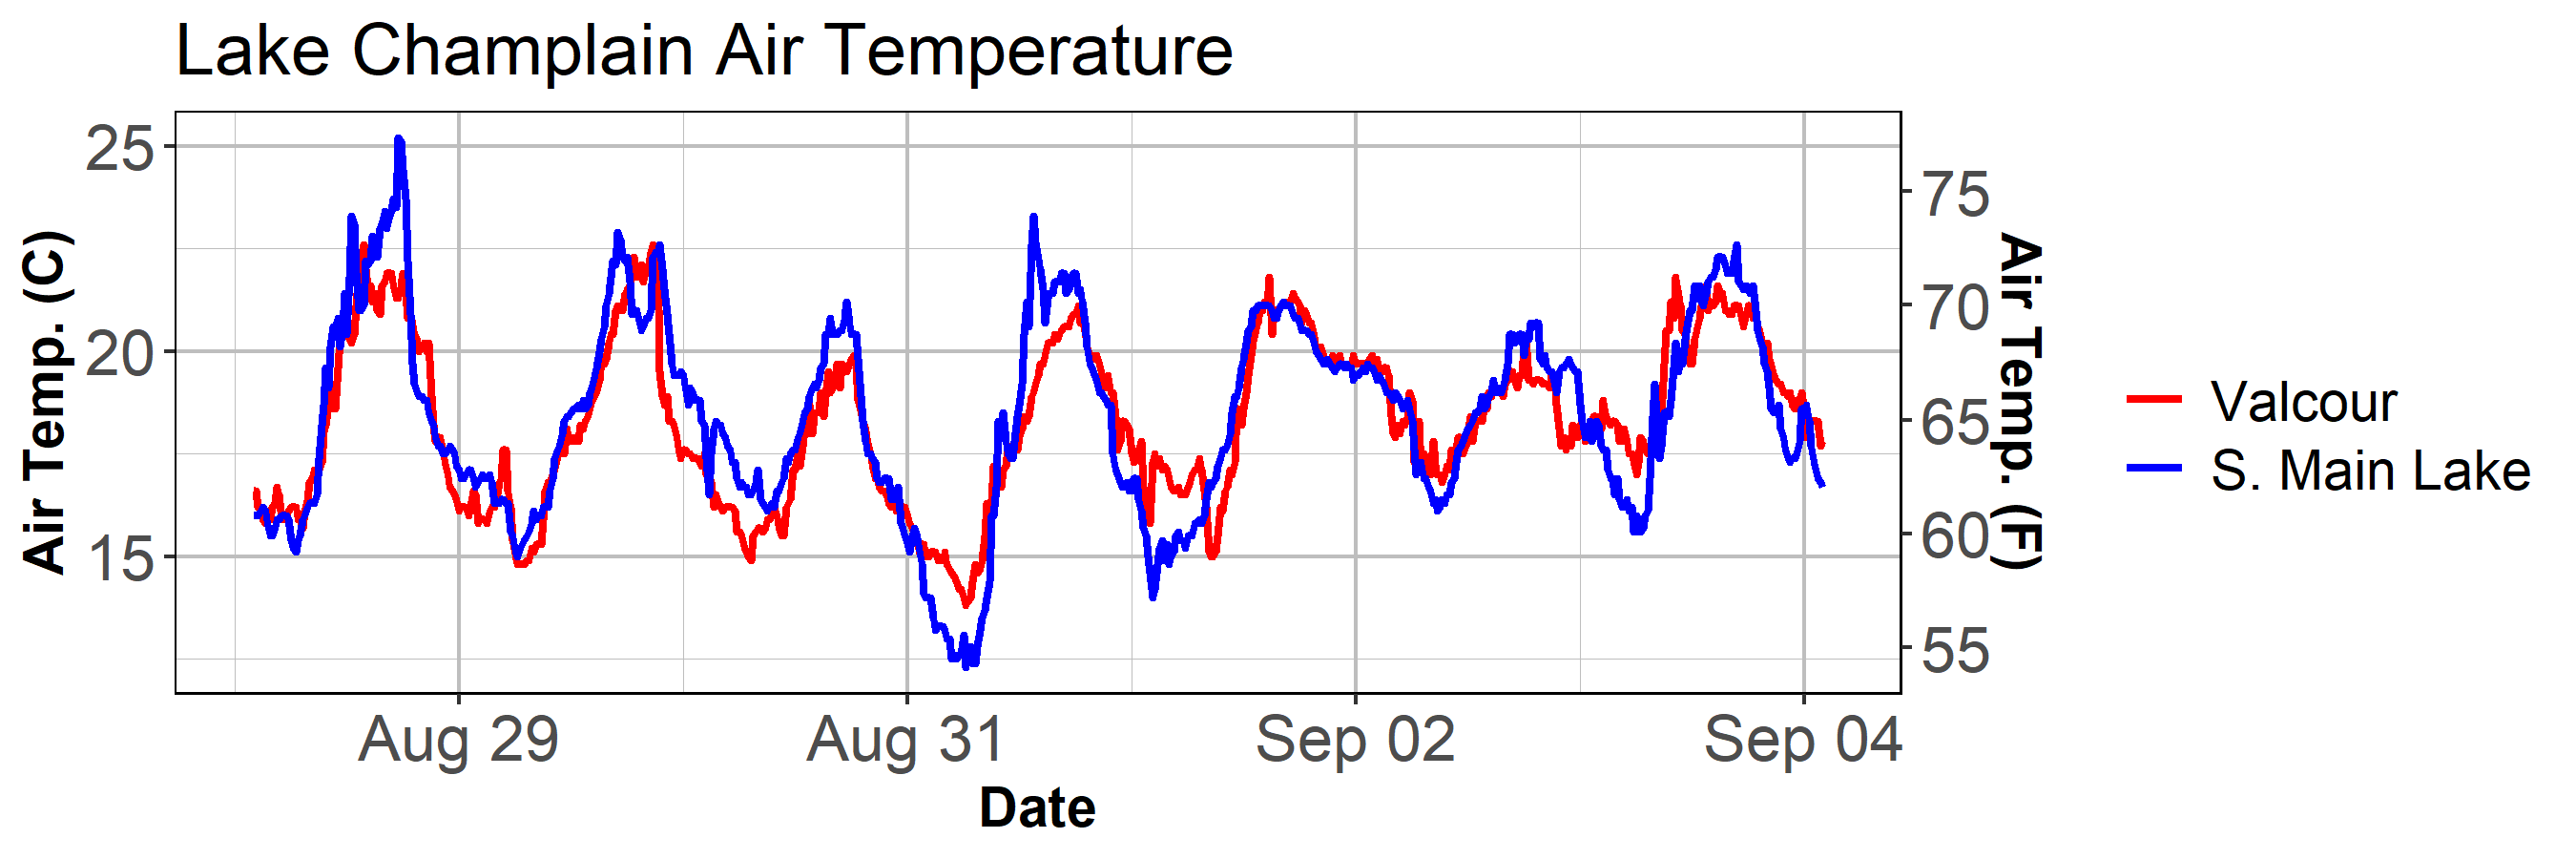 Lake Champlain Air Temperature
Air Temp. (C)
25
20
15
75
70
65
60
55
Air Temp. (F)
Aug 29
Aug 31
Sep 02
Sep 04
Date
Valcour
S. Main Lake